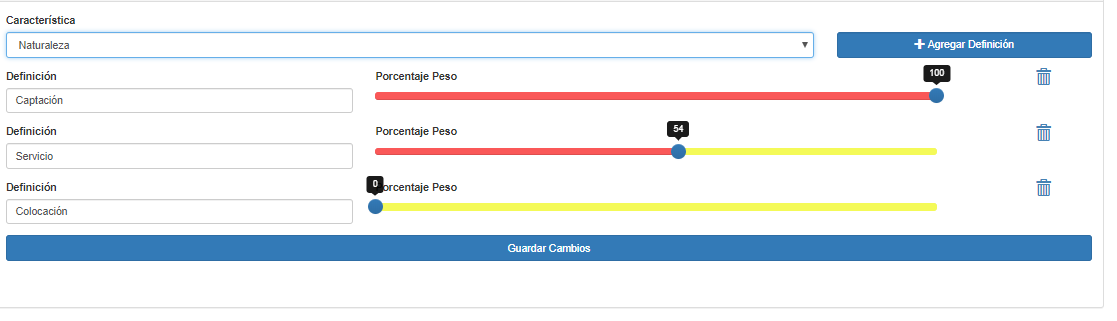 Característica
Naturaleza
Agregar Definición
Definición
Porcentaje Peso
100
Captación
Definición
Porcentaje Peso
54
Servicio
Definición
Porcentaje Peso
0
Colocación
Guardar Cambios